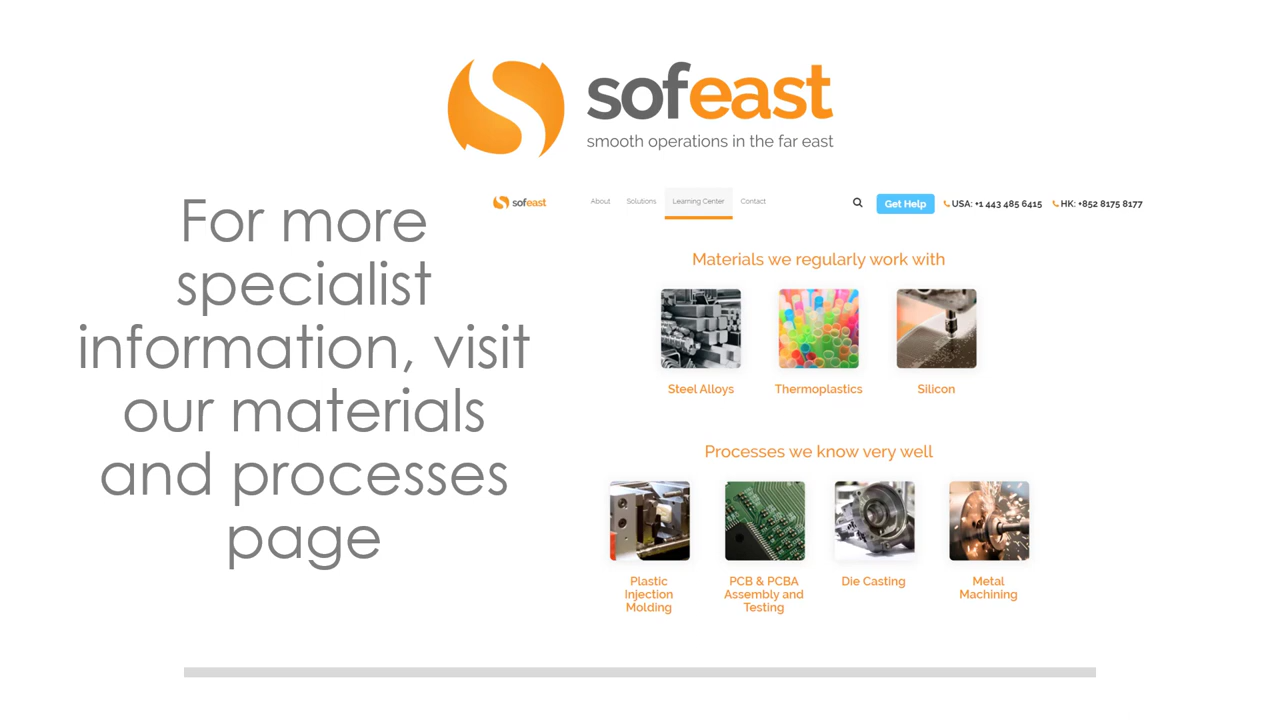 sofeast
smooth operations in the far east
For more
specialist
information, visit
our materials
and processes
page
sofeast
About Solutions Learning Center Contact
Get Help USA: +1 443 485 6415 HK: +852 8175 8177
Materials we regularly work with
Steel Alloys Thermoplastics Silicon
Processes we know very well
Plastic
Injection
Molding
PCB & PCBA
Assembly and
Testing
Die Casting
Metal
Machining